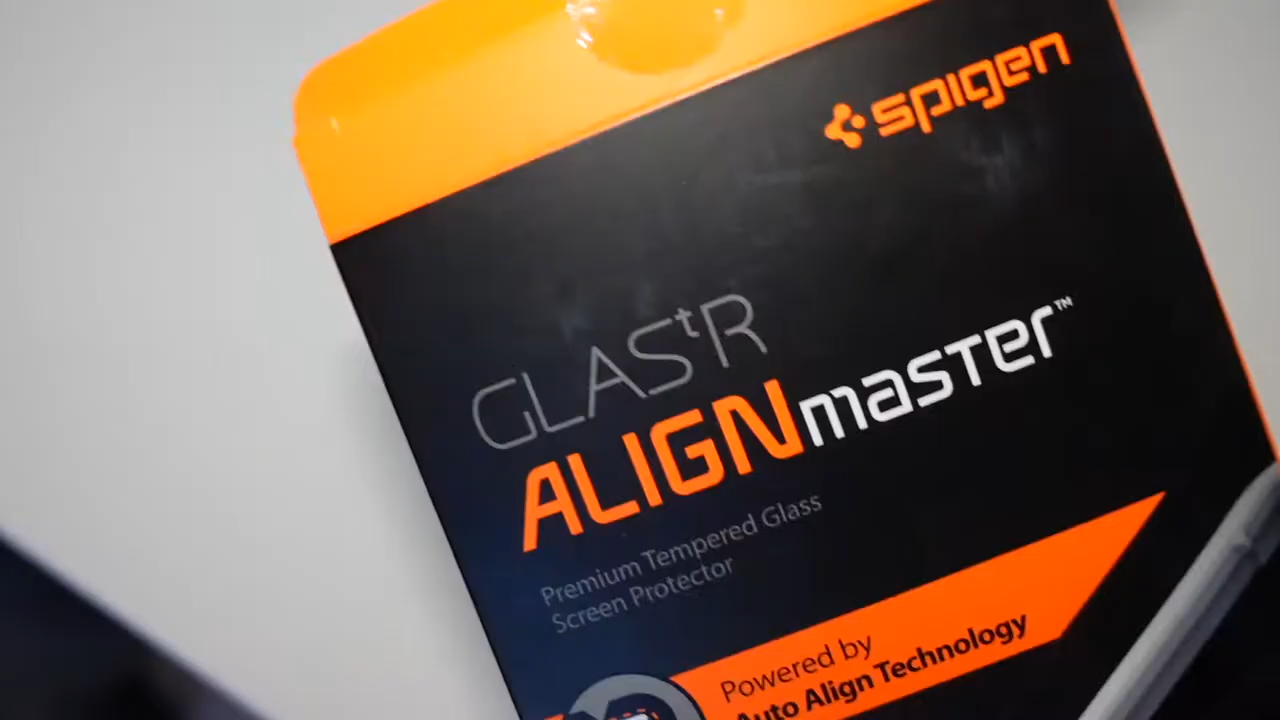 spigen
GLAStR
ALIGNmaster™
Premium Tempered Glass
Screen Protector
Powered by
Auto Align Technology